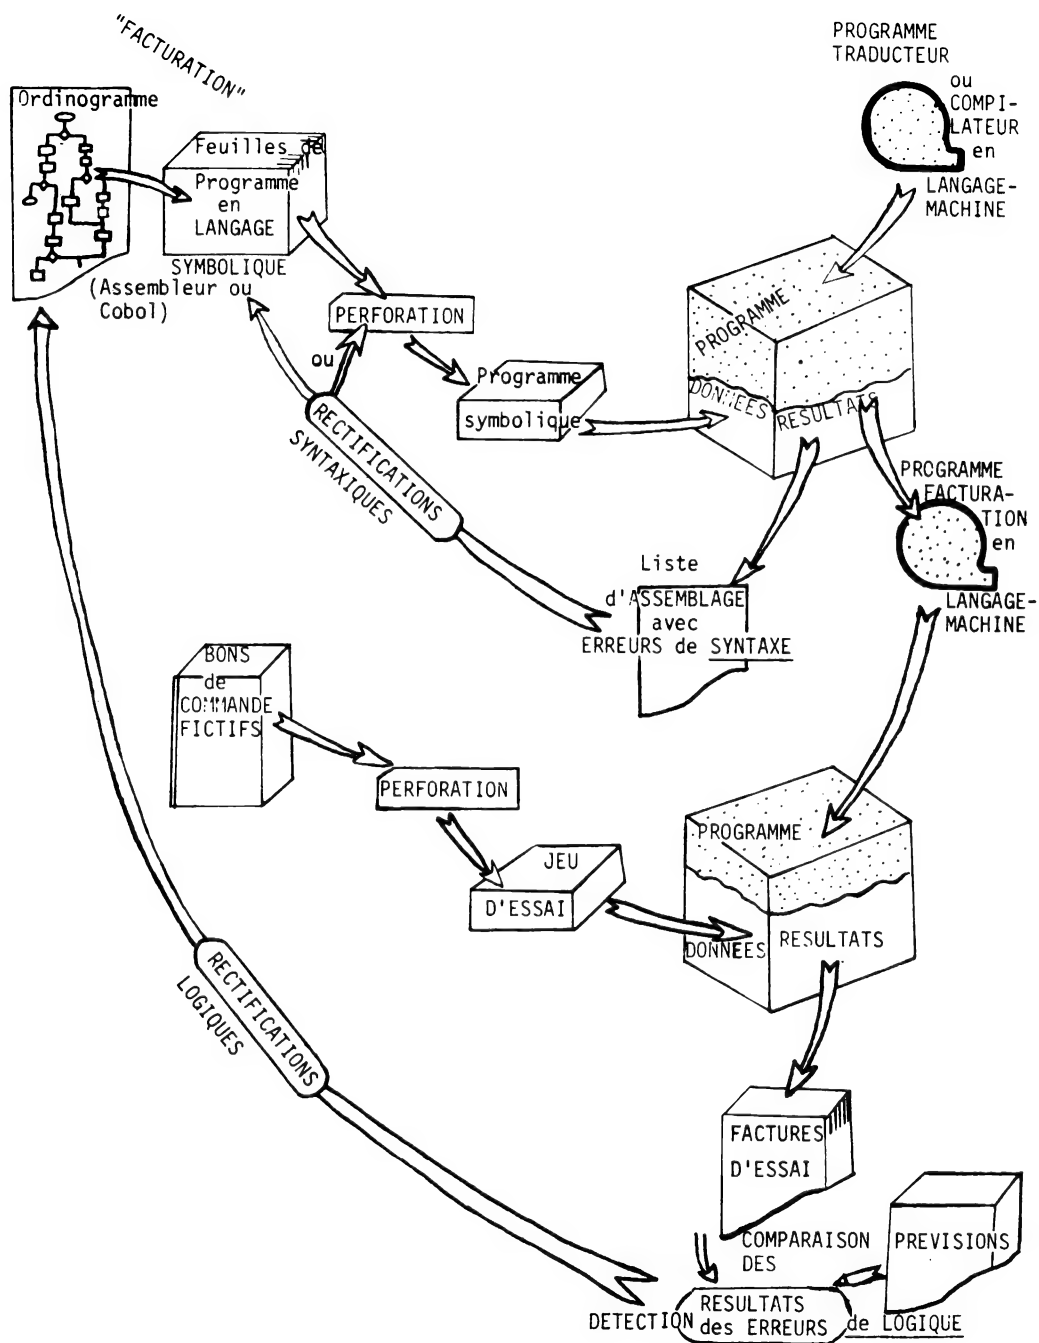 "FACTURATION"
Ordinogramme
Feuilles de
Programme
en
LANGAGE
SYMBOLIQUE
(Assembleur ou
Cobol)
PERFORATION
ou
Programme
symbolique
PROGRAMME
TRADUCTEUR
ou
COMPI-
LATEUR
en
LANGAGE-
MACHINE
PROGRAMME
DONNEES
RESULTATS
RECTIFICATIONS
SYNTAXIQUES
PROGRAMME
FACTURA-
TION
en
LANGAGE-
MACHINE
Liste
d'ASSEMBLAGE
avec
ERREURS de SYNTAXE
BONS
de
COMMANDE
FICTIFS
PERFORATION
JEU
D'ESSAI
PROGRAMME
DONNEES
RESULTATS
RECTIFICATIONS
LOGIQUES
FACTURES
D'ESSAI
COMPARAISON
DES
PREVISIONS
RESULTATS
DETECTION des ERREURS de LOGIQUE